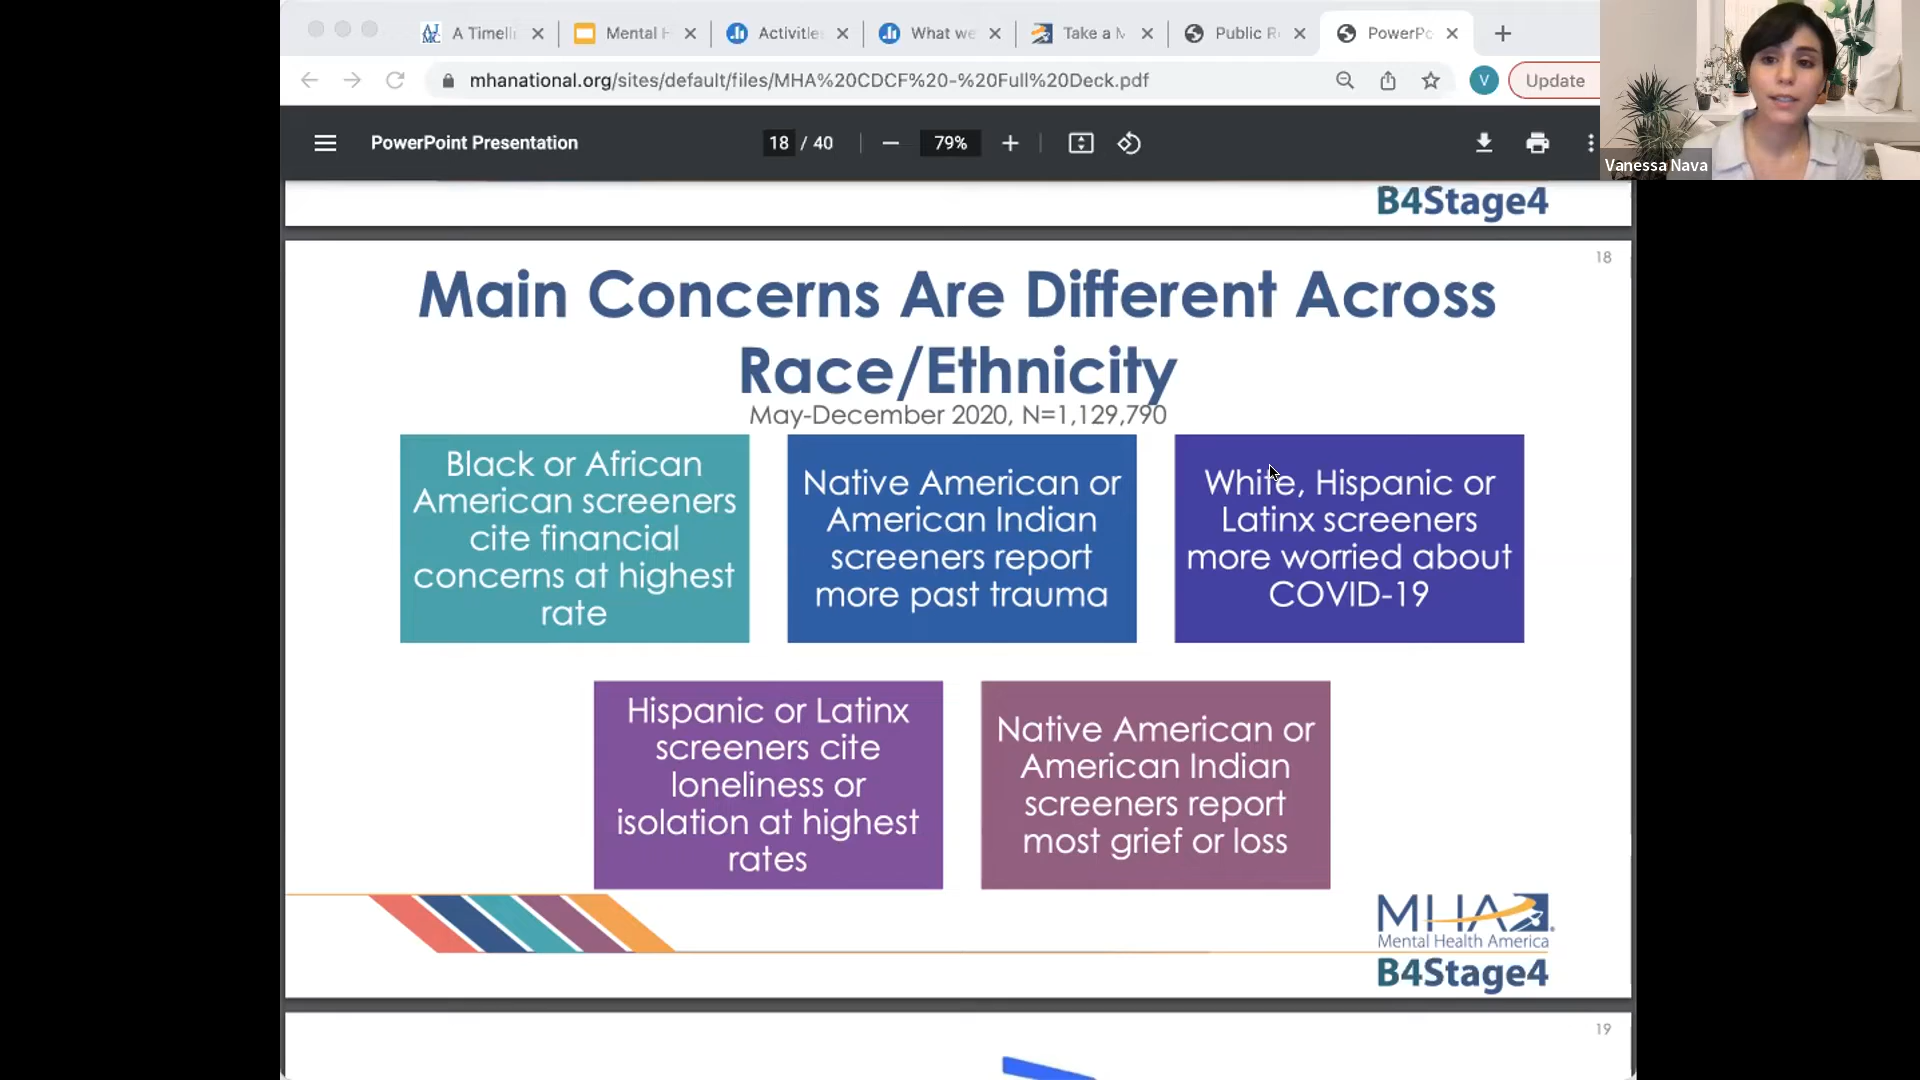 A Timeli
Mental H
Activitie
What we
Take a M
Public R
PowerPo
mhanational.org/sites/default/files/MHA%20CDCF%20-%20Full%20Deck.pdf
V
Update
PowerPoint Presentation
18 / 40
79%
Vanessa Nava
B4Stage4
18
Main Concerns Are Different Across
Race/Ethnicity
May-December 2020, N=1,129,790
Black or African
American screeners
cite financial
concerns at highest
rate
Native American or
American Indian
screeners report
more past trauma
White, Hispanic or
Latinx screeners
more worried about
COVID-19
Hispanic or Latinx
screeners cite
loneliness or
isolation at highest
rates
Native American or
American Indian
screeners report
most grief or loss
MHA
Mental Health America
B4Stage4
19